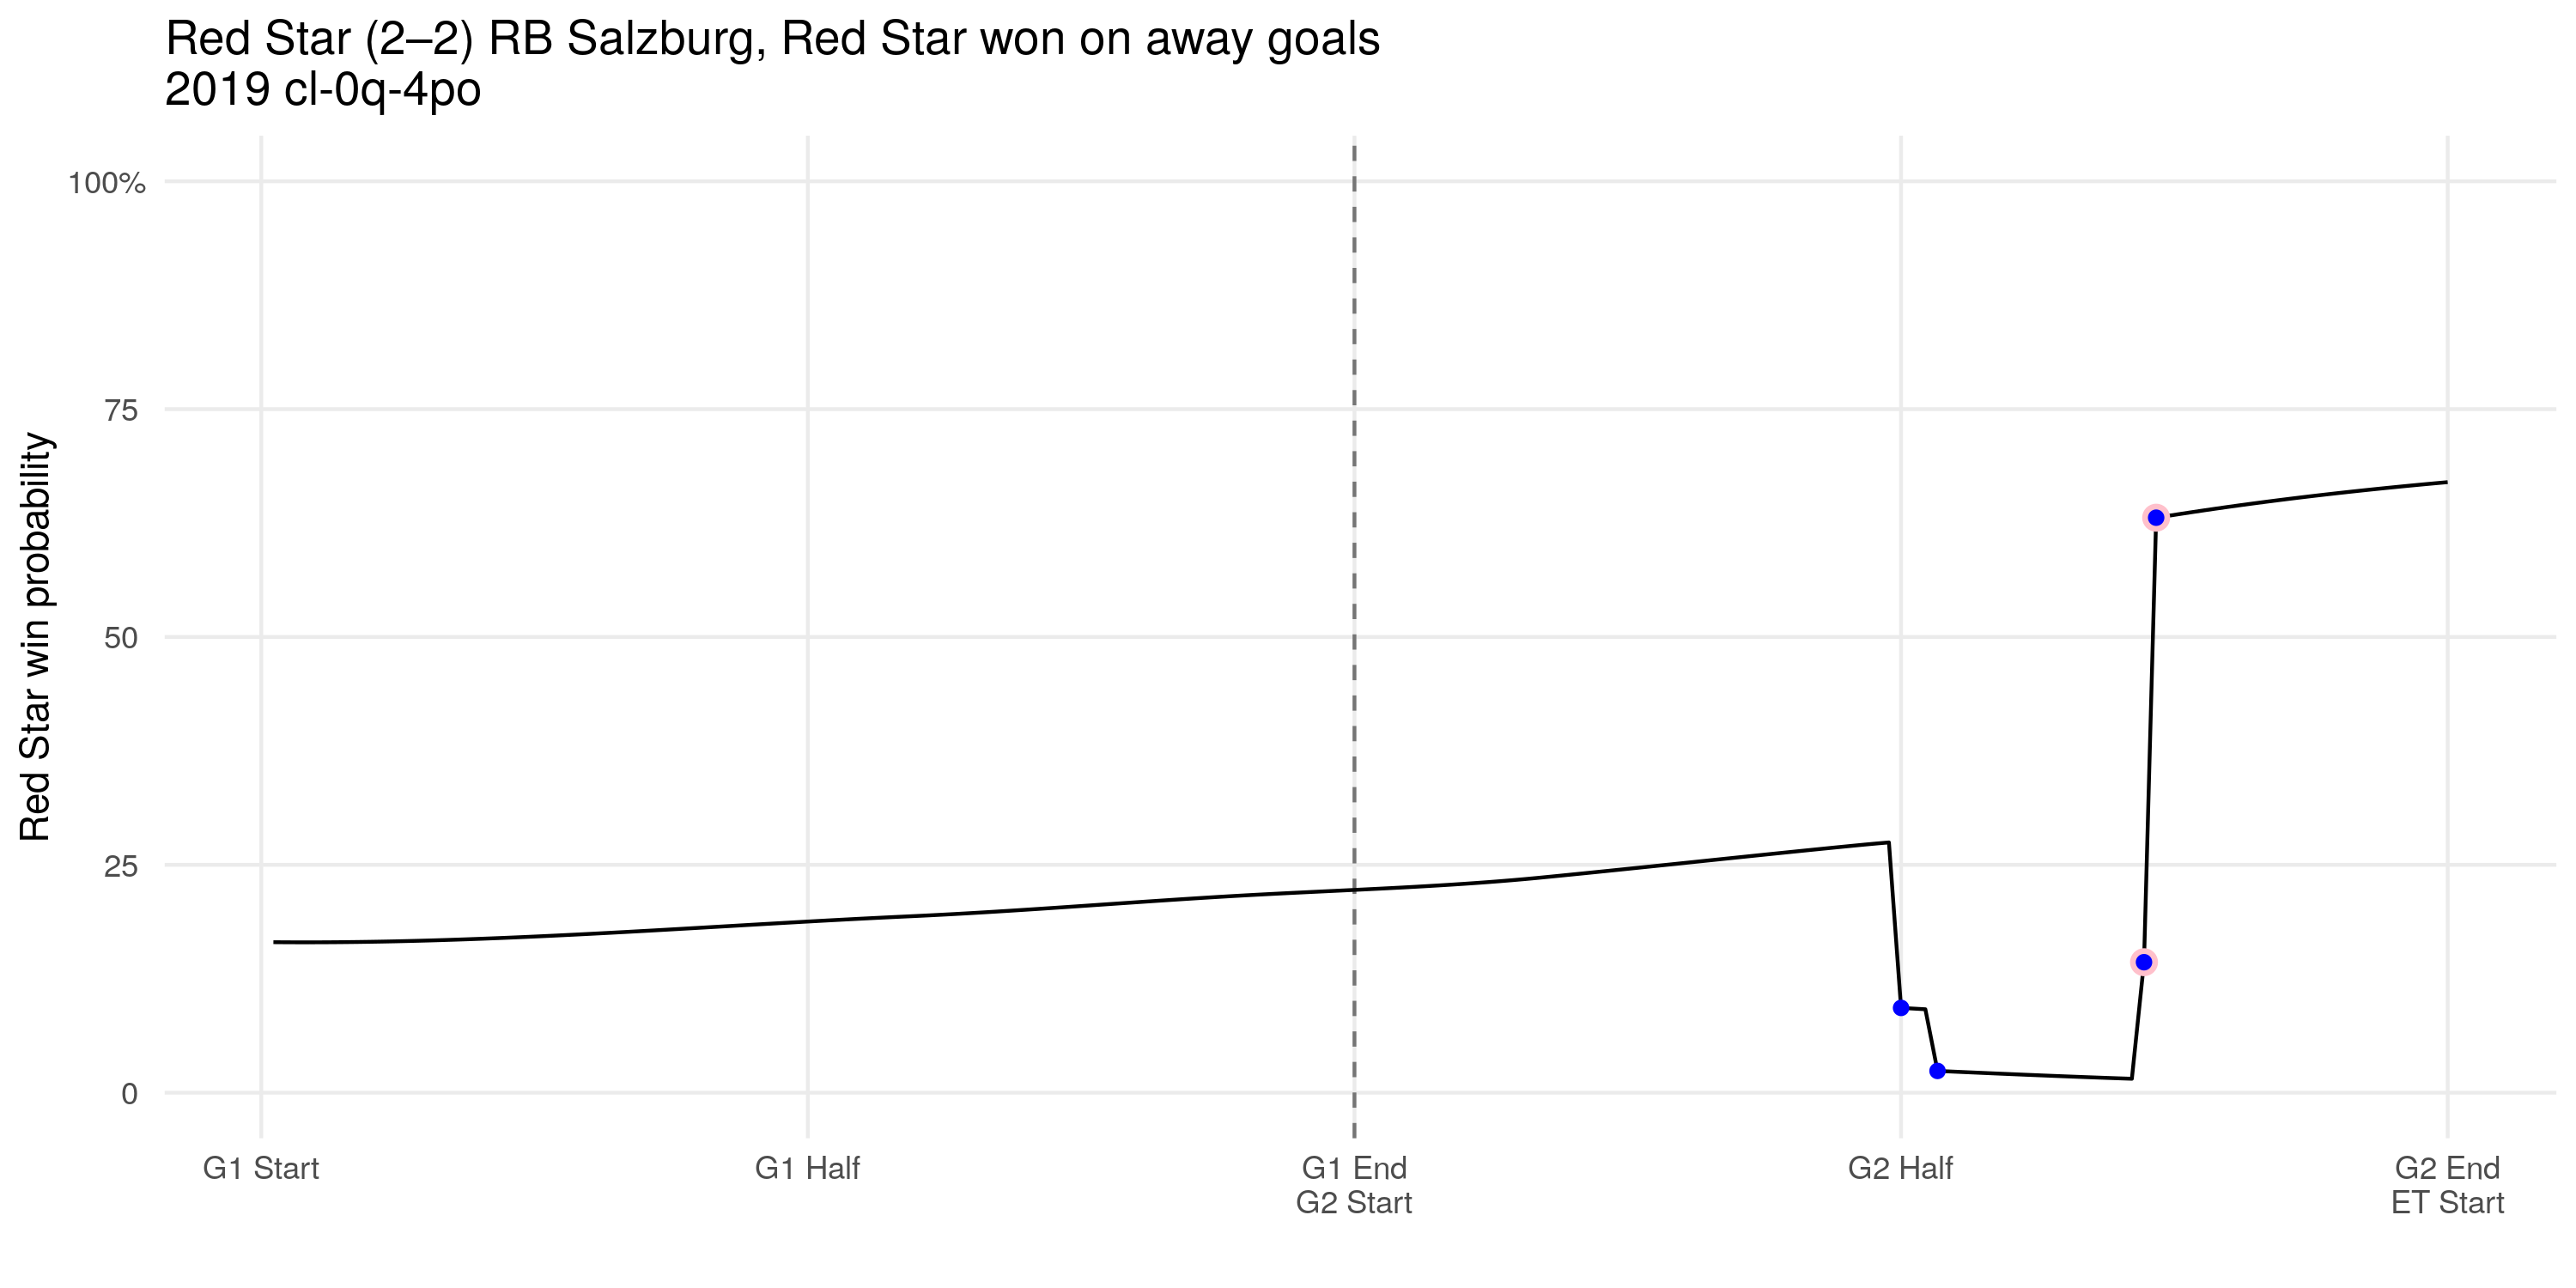 Red Star (2–2) RB Salzburg, Red Star won on away goals
2019 cl-0q-4po
Red Star win probability
100%
75
50
25
0
G1 Start
G1 Half
G1 End
G2 Start
G2 Half
G2 End
ET Start